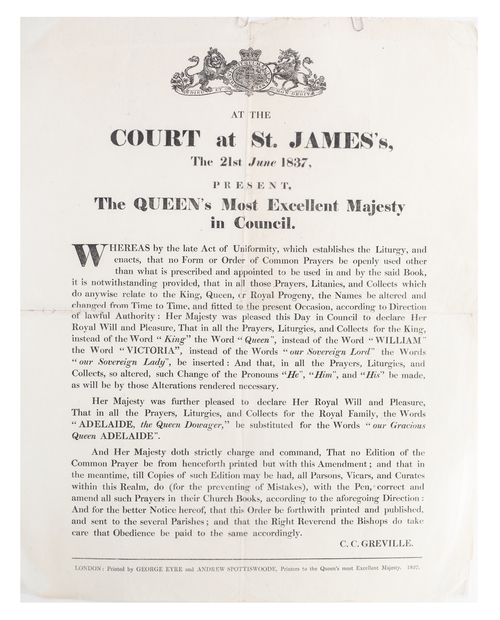 AT THE
COURT at St. JAMES's,
The 21st June 1837,
PRESENT,
The QUEEN's Most Excellent Majesty
in Council.
WHEREAS by the late Act of Uniformity, which establishes the Liturgy, and
enacts, that no Form or Order of Common Prayers be openly used other
than what is prescribed and appointed to be used in and by the said Book,
it is notwithstanding provided, that in all those Prayers, Litanies, and Collects which
do anywise relate to the King, Queen, or Royal Progeny, the Names be altered and
changed from Time to Time, and fitted to the present Occasion, according to Direction
of lawful Authority: Her Majesty was pleased this Day in Council to declare Her
Royal Will and Pleasure, That in all the Prayers, Liturgies, and Collects for the King,
instead of the Word "King" the Word "Queen", instead of the Word "WILLIAM"
the Word "VICTORIA", instead of the Words "our Sovereign Lord" the Words
"our Sovereign Lady", be inserted: And that, in all the Prayers, Liturgies, and
Collects, so altered, such Change of the Pronouns "He", "Him", and "His" be made,
as will be by those Alterations rendered necessary.
Her Majesty was further pleased to declare Her Royal Will and Pleasure,
That in all the Prayers, Liturgies, and Collects for the Royal Family, the Words
"ADELAIDE, the Queen Dowager," be substituted for the Words "our Gracious
Queen ADELAIDE".
And Her Majesty doth strictly charge and command, That no Edition of the
Common Prayer be from henceforth printed but with this Amendment; and that in
the meantime, till Copies of such Edition may be had, all Parsons, Vicars, and Curates
within this Realm, do (for the preventing of Mistakes), with the Pen, correct and
amend all such Prayers in their Church Books, according to the aforegoing Direction:
And for the better Notice hereof, that this Order be forthwith printed and published,
and sent to the several Parishes; and that the Right Reverend the Bishops do take
care that Obedience be paid to the same accordingly.
C. C. GREVILLE.
LONDON: Printed by GEORGE EYRE and ANDREW SPOTTISWOODE, Printers to the Queen's most Excellent Majesty. 1837.